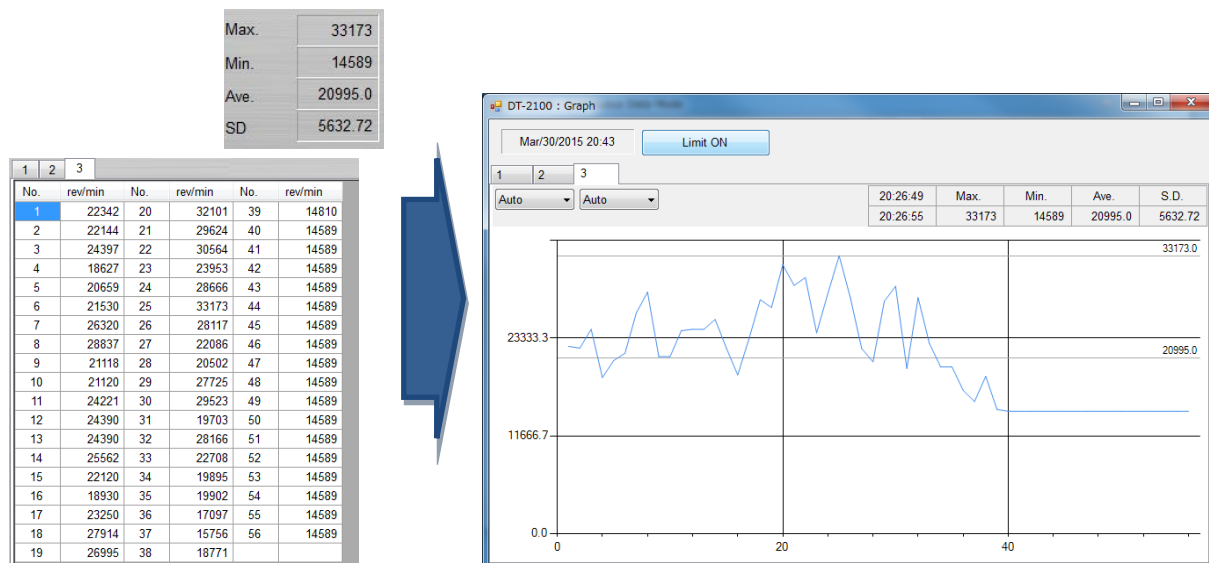 Max. 33173
Min. 14589
Ave. 20995.0
SD 5632.72
1 2 3
No. rev/min No. rev/min No. rev/min
1 22342 20 32101 39 14810
2 22144 21 29624 40 14589
3 24397 22 30564 41 14589
4 18627 23 23953 42 14589
5 20659 24 28666 43 14589
6 21530 25 33173 44 14589
7 26320 26 28117 45 14589
8 28837 27 22086 46 14589
9 21118 28 20502 47 14589
10 21120 29 27725 48 14589
11 24221 30 29523 49 14589
12 24390 31 19703 50 14589
13 24390 32 28166 51 14589
14 25562 33 22708 52 14589
15 22120 34 19895 53 14589
16 18930 35 19902 54 14589
17 23250 36 17097 55 14589
18 27914 37 15756 56 14589
19 26995 38 18771
DT-2100 : Graph
Mar/30/2015 20:43 Limit ON
1 2 3
Auto Auto
20:26:49 Max. Min. Ave. S.D.
20:26:55 33173 14589 20995.0 5632.72
33173.0
23333.3
20995.0
11666.7
0.0
0 20 40